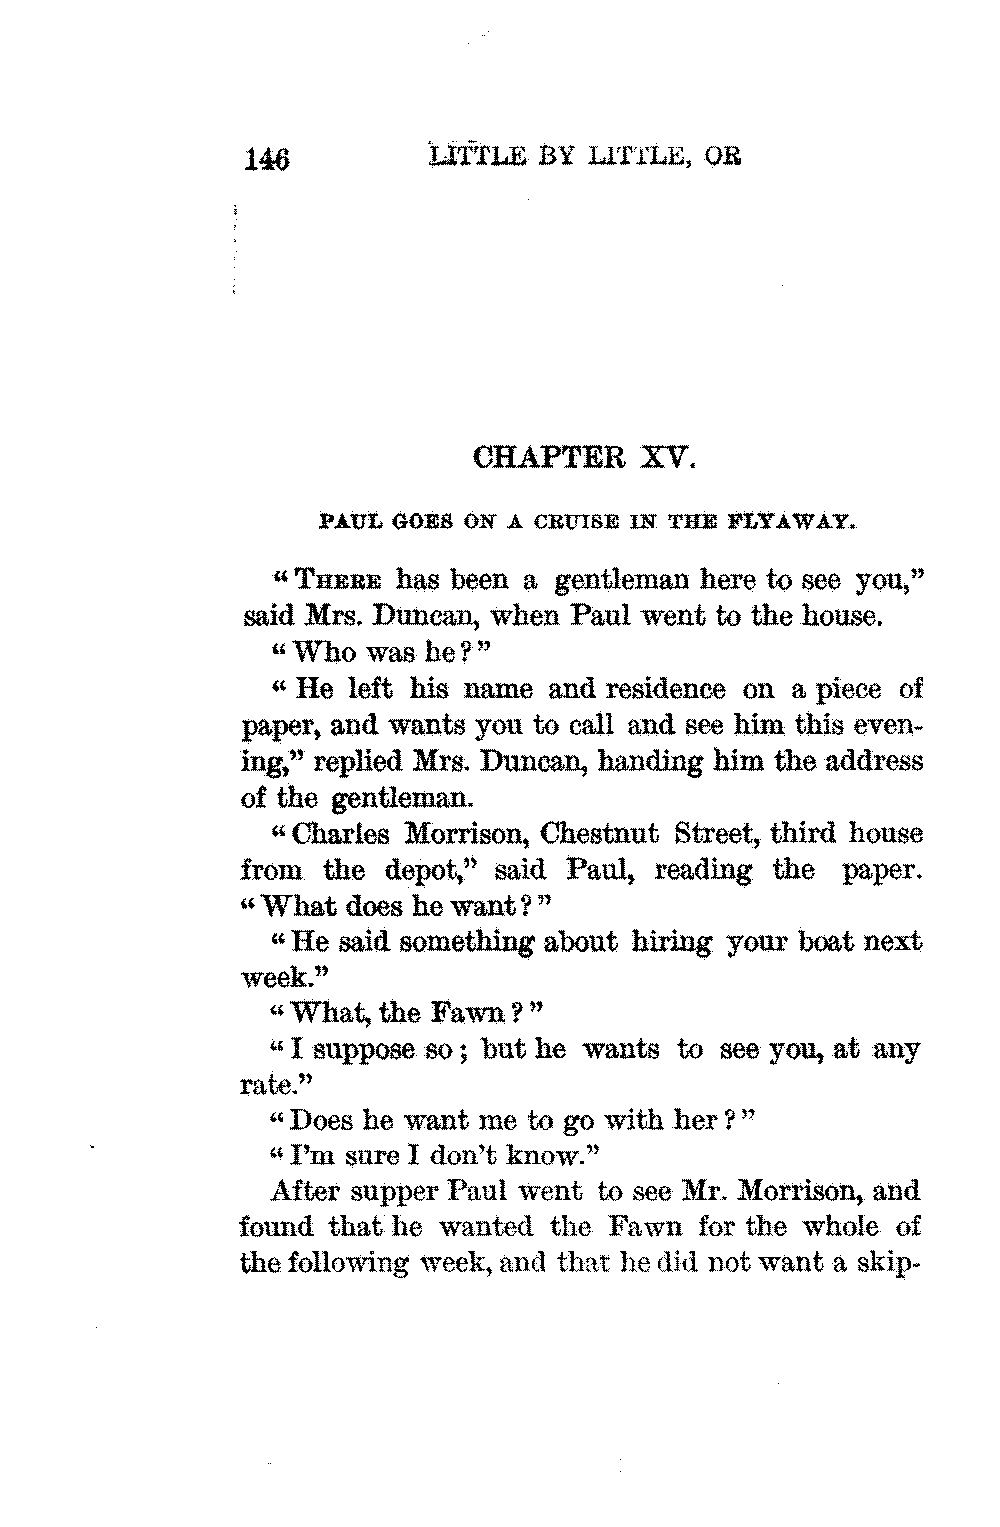 146 LITTLE BY LITTLE, OR
CHAPTER XV.
PAUL GOES ON A CRUISE IN THE FLYAWAY.
“THERE has been a gentleman here to see you,”
said Mrs. Duncan, when Paul went to the house.
“Who was he?”
“He left his name and residence on a piece of
paper, and wants you to call and see him this even-
ing,” replied Mrs. Duncan, handing him the address
of the gentleman.
“Charles Morrison, Chestnut Street, third house
from the depot,” said Paul, reading the paper.
“What does he want?”
“He said something about hiring your boat next
week.”
“What, the Fawn?”
“I suppose so; but he wants to see you, at any
rate.”
“Does he want me to go with her?”
“I’m sure I don’t know.”
After supper Paul went to see Mr. Morrison, and
found that he wanted the Fawn for the whole of
the following week, and that he did not want a skip-